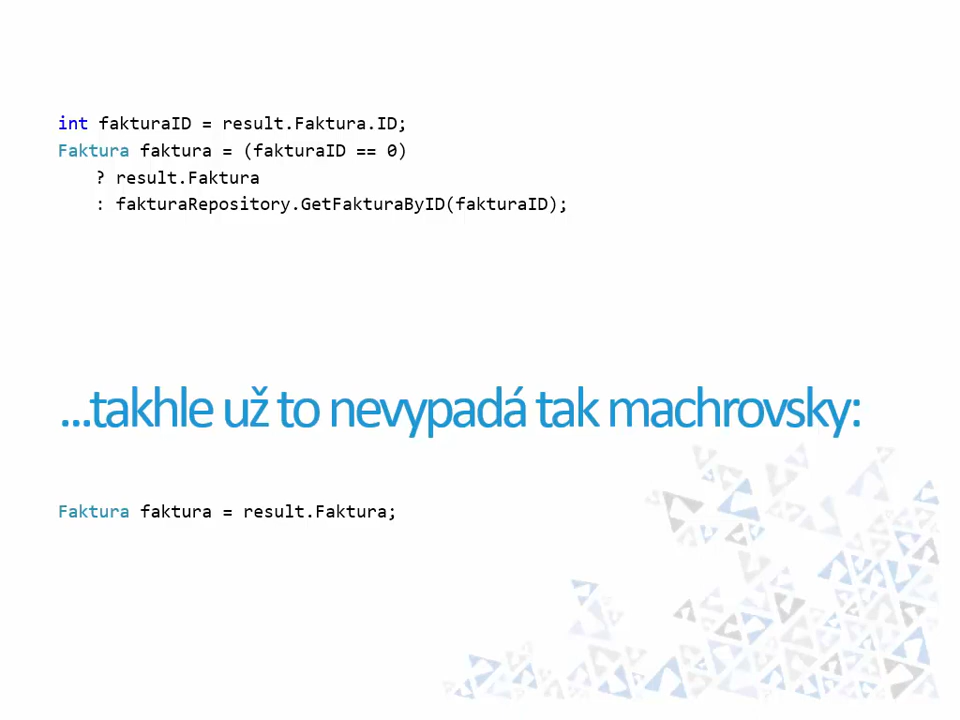 int fakturaID = result.Faktura.ID;
Faktura faktura = (fakturaID == 0)
? result.Faktura
: fakturaRepository.GetFakturaByID(fakturaID);
...takhle už to nevypadá tak machrovsky:
Faktura faktura = result.Faktura;